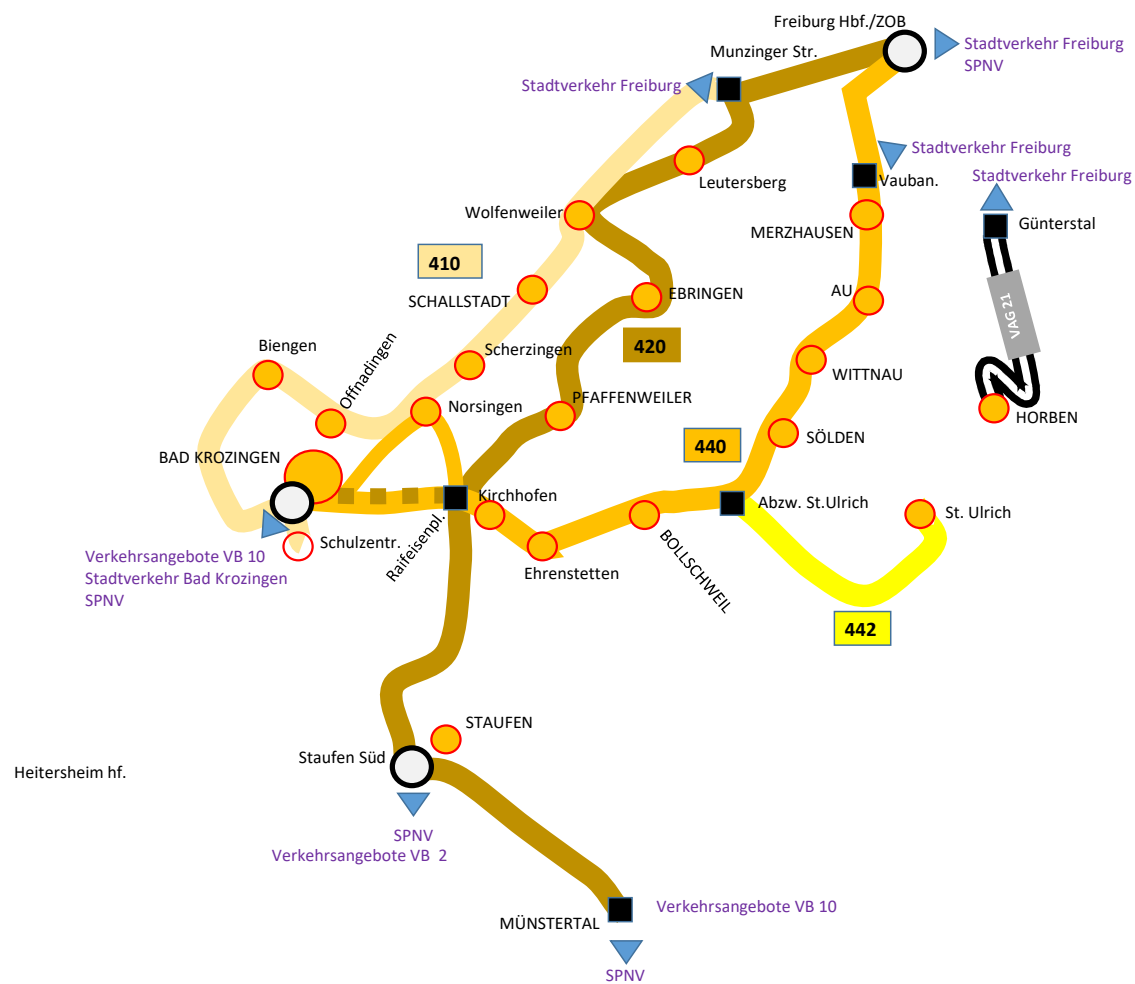 Freiburg Hbf./ZOB
Munzinger Str.
Stadtverkehr Freiburg
SPNV
Stadtverkehr Freiburg
Stadtverkehr Freiburg
Stadtverkehr Freiburg
Leutersberg
Vauban.
Wolfenweiler
MERZHAUSEN
Günterstal
410
SCHALLSTADT
EBRINGEN
AU
VAG 21
420
Biengen
Offnadingen
Scherzingen
WITTNAU
Norsingen
PFAFFENWEILER
HORBEN
440
SÖLDEN
BAD KROZINGEN
Kirchhofen
Abzw. St.Ulrich
St. Ulrich
Schulzentr.
Raifeisenpl.
Verkehrsangebote VB 10
Stadtverkehr Bad Krozingen
SPNV
Ehrenstetten
BOLLSCHWEIL
442
STAUFEN
Staufen Süd
Heitersheim hf.
SPNV
Verkehrsangebote VB  2
MÜNSTERTAL
Verkehrsangebote VB 10
SPNV